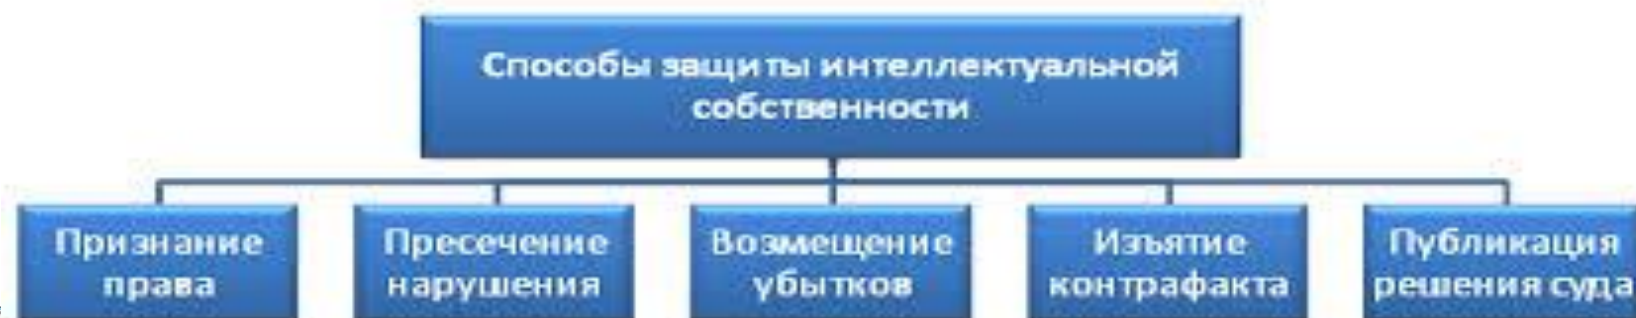 Способы защиты интеллектуальной
собственности
Признание
права
Пресечение
нарушения
Возмещение
убытков
Изъятие
контрафакта
Публикация
решения суда